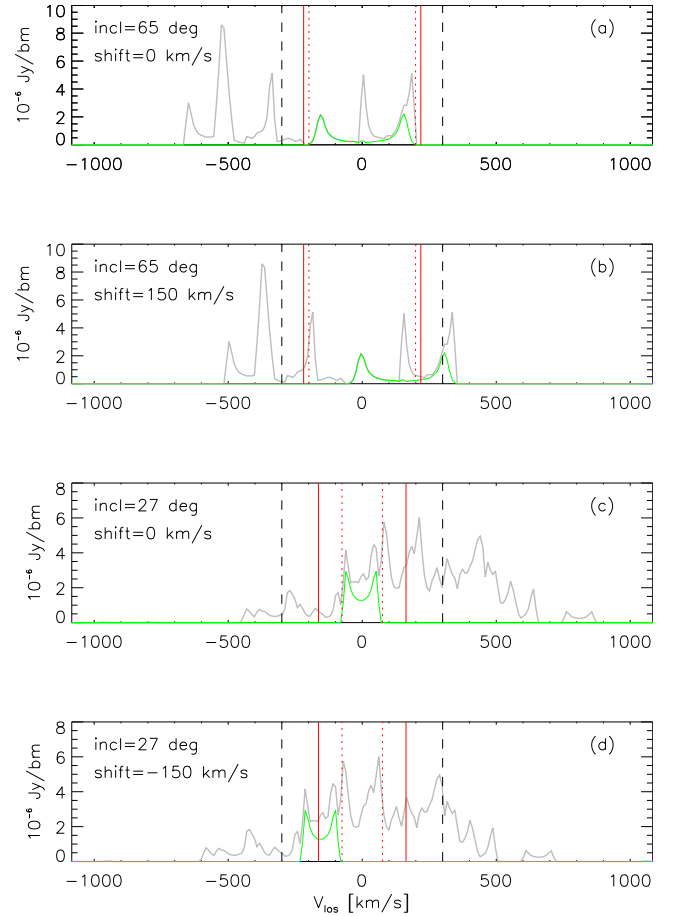 10⁻⁶ Jy/bm
10
8
6
4
2
0
incl=65 deg
shift=0 km/s
(a)
−1000 −500 0 500 1000
10⁻⁶ Jy/bm
10
8
6
4
2
0
incl=65 deg
shift=150 km/s
(b)
−1000 −500 0 500 1000
10⁻⁶ Jy/bm
8
6
4
2
0
incl=27 deg
shift=0 km/s
(c)
−1000 −500 0 500 1000
10⁻⁶ Jy/bm
8
6
4
2
0
incl=27 deg
shift=−150 km/s
(d)
−1000 −500 0 500 1000
V_los [km/s]